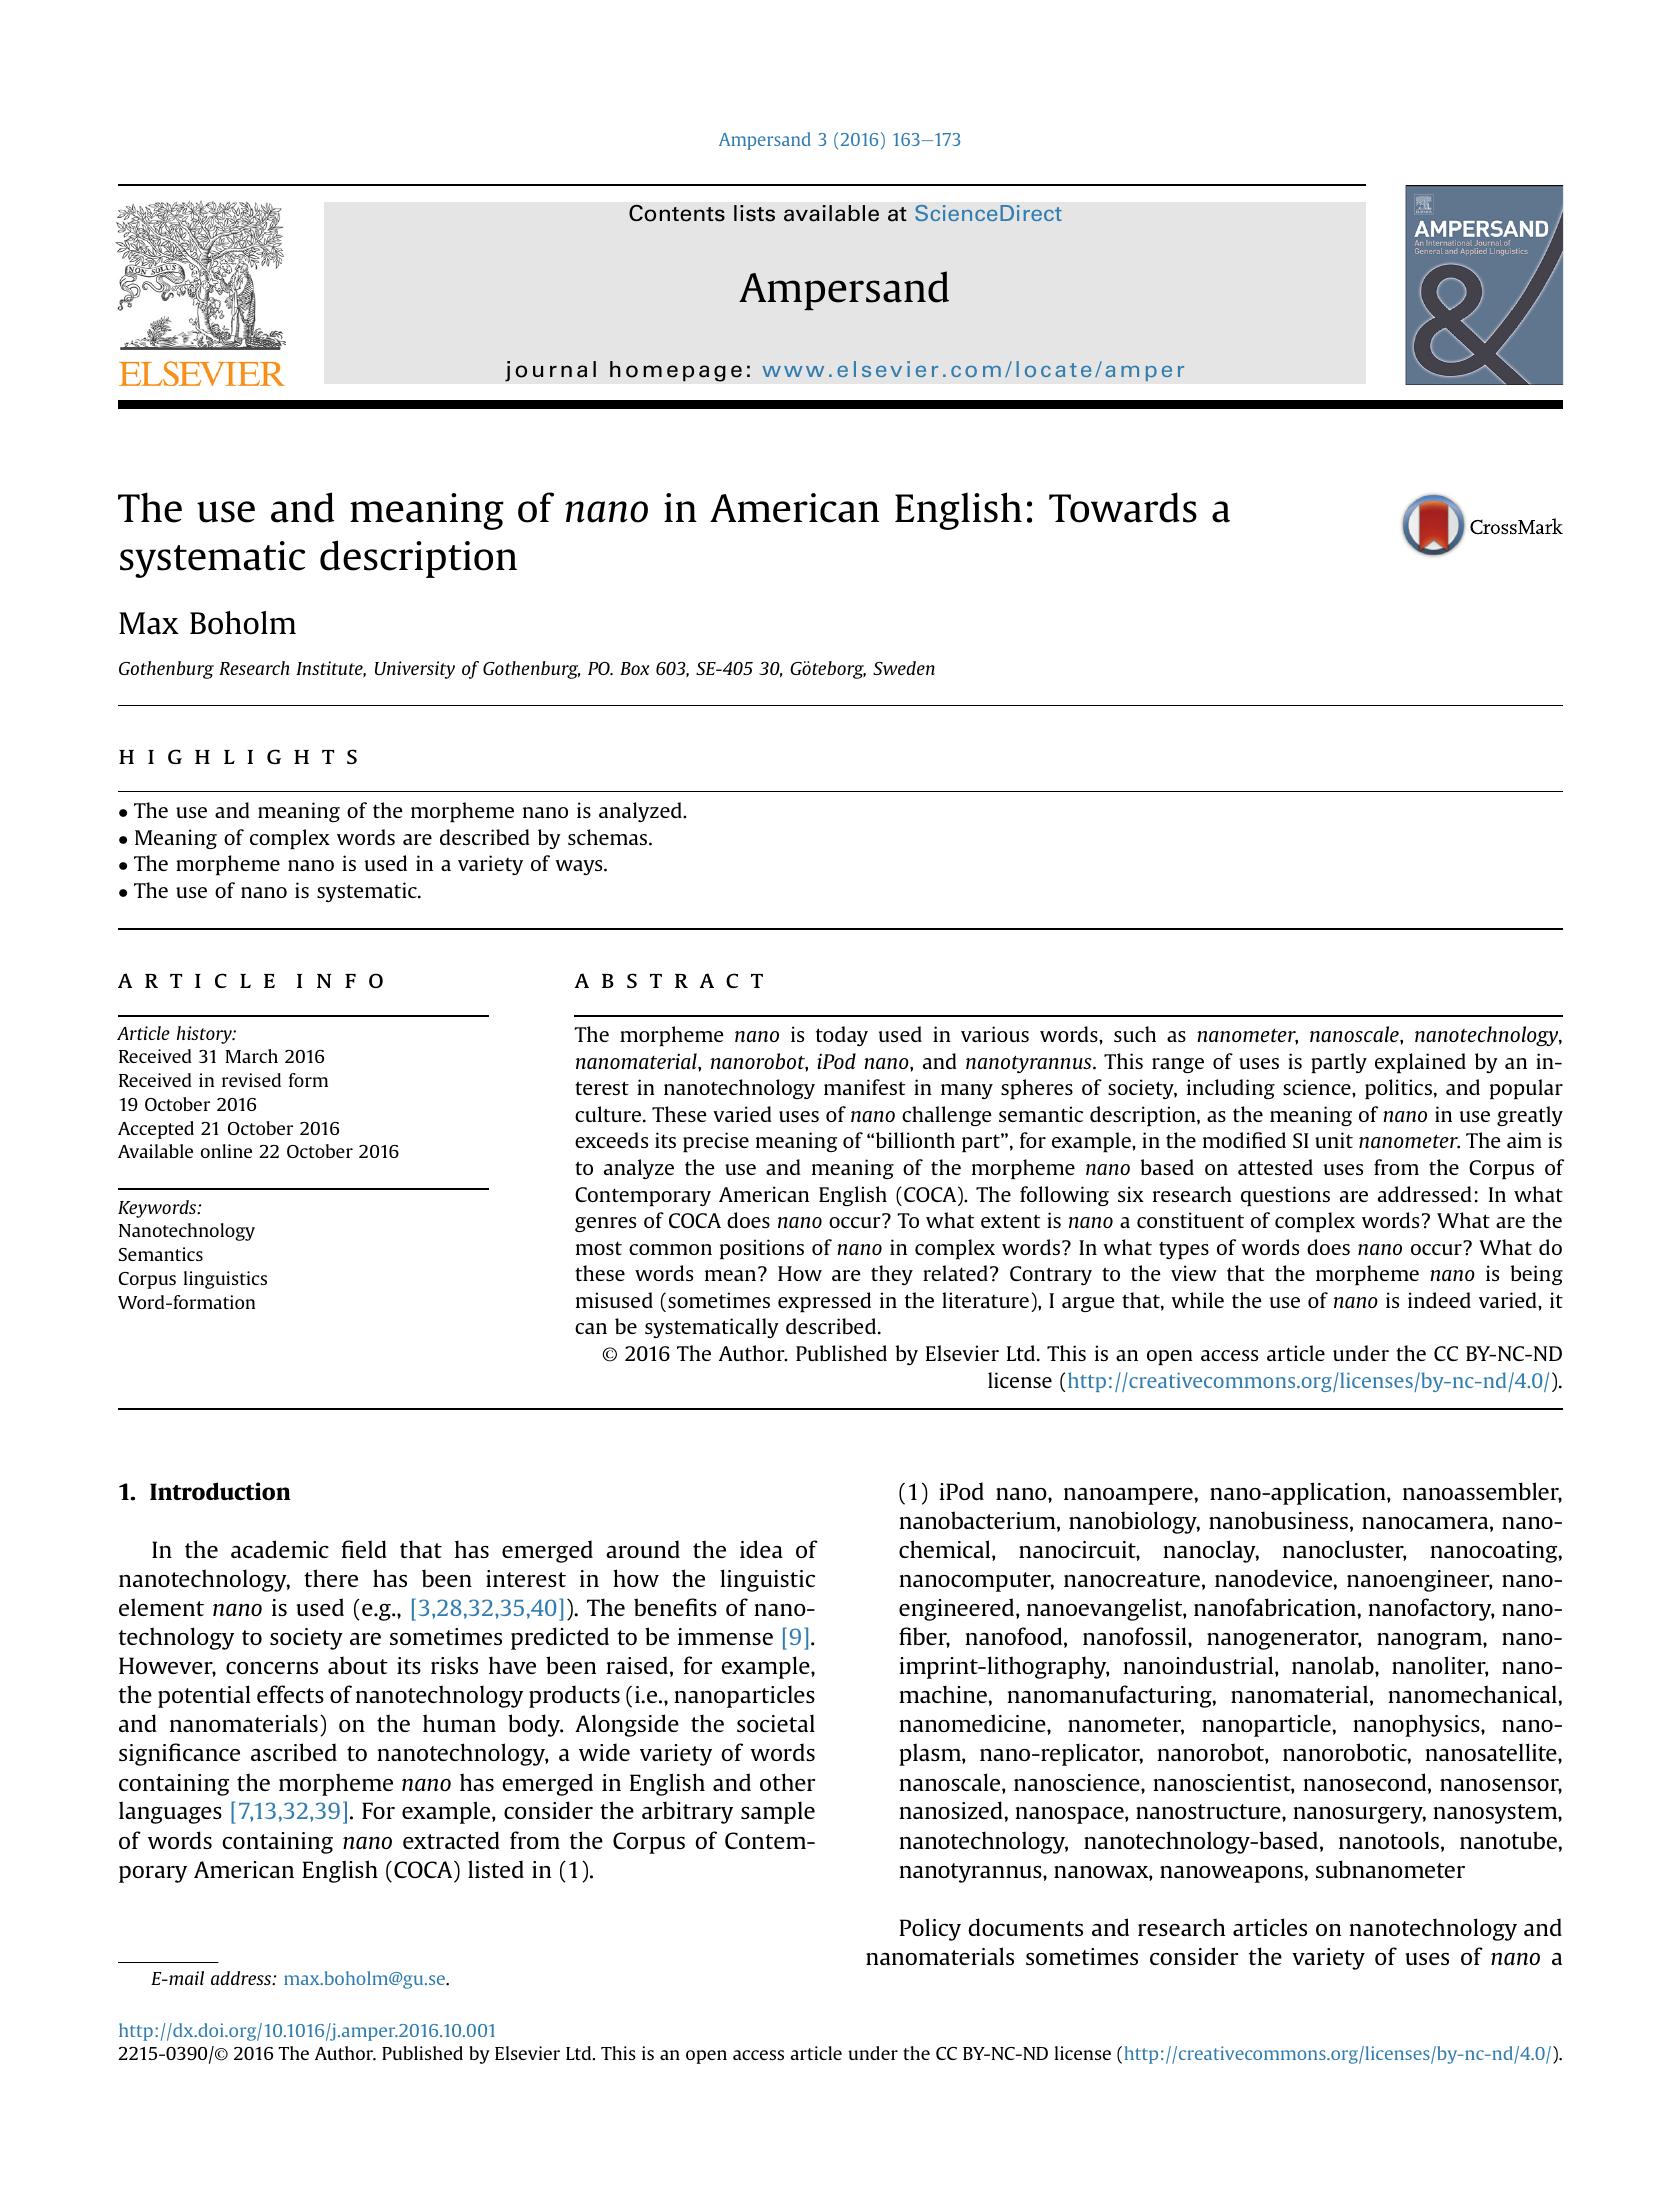 Ampersand 3 (2016) 163–173
Contents lists available at ScienceDirect
Ampersand
journal homepage: www.elsevier.com/locate/amper
NON SOLUS
ELSEVIER
AMPERSAND
An International Journal of
General and Applied Linguistics
&
The use and meaning of nano in American English: Towards a
systematic description
CrossMark
Max Boholm
Gothenburg Research Institute, University of Gothenburg, PO. Box 603, SE-405 30, Göteborg, Sweden
HIGHLIGHTS
• The use and meaning of the morpheme nano is analyzed.
• Meaning of complex words are described by schemas.
• The morpheme nano is used in a variety of ways.
• The use of nano is systematic.
ARTICLE INFO
Article history:
Received 31 March 2016
Received in revised form
19 October 2016
Accepted 21 October 2016
Available online 22 October 2016
Keywords:
Nanotechnology
Semantics
Corpus linguistics
Word-formation
ABSTRACT
The morpheme nano is today used in various words, such as nanometer, nanoscale, nanotechnology,
nanomaterial, nanorobot, iPod nano, and nanotyrannus. This range of uses is partly explained by an in-
terest in nanotechnology manifest in many spheres of society, including science, politics, and popular
culture. These varied uses of nano challenge semantic description, as the meaning of nano in use greatly
exceeds its precise meaning of “billionth part”, for example, in the modified SI unit nanometer. The aim is
to analyze the use and meaning of the morpheme nano based on attested uses from the Corpus of
Contemporary American English (COCA). The following six research questions are addressed: In what
genres of COCA does nano occur? To what extent is nano a constituent of complex words? What are the
most common positions of nano in complex words? In what types of words does nano occur? What do
these words mean? How are they related? Contrary to the view that the morpheme nano is being
misused (sometimes expressed in the literature), I argue that, while the use of nano is indeed varied, it
can be systematically described.
© 2016 The Author. Published by Elsevier Ltd. This is an open access article under the CC BY-NC-ND
license (http://creativecommons.org/licenses/by-nc-nd/4.0/).
1. Introduction
In the academic field that has emerged around the idea of
nanotechnology, there has been interest in how the linguistic
element nano is used (e.g., [3,28,32,35,40]). The benefits of nano-
technology to society are sometimes predicted to be immense [9].
However, concerns about its risks have been raised, for example,
the potential effects of nanotechnology products (i.e., nanoparticles
and nanomaterials) on the human body. Alongside the societal
significance ascribed to nanotechnology, a wide variety of words
containing the morpheme nano has emerged in English and other
languages [7,13,32,39]. For example, consider the arbitrary sample
of words containing nano extracted from the Corpus of Contem-
porary American English (COCA) listed in (1).
(1) iPod nano, nanoampere, nano-application, nanoassembler,
nanobacterium, nanobiology, nanobusiness, nanocamera, nano-
chemical, nanocircuit, nanoclay, nanocluster, nanocoating,
nanocomputer, nanocreature, nanodevice, nanoengineer, nano-
engineered, nanoevangelist, nanofabrication, nanofactory, nano-
fiber, nanofood, nanofossil, nanogenerator, nanogram, nano-
imprint-lithography, nanoindustrial, nanolab, nanoliter, nano-
machine, nanomanufacturing, nanomaterial, nanomechanical,
nanomedicine, nanometer, nanoparticle, nanophysics, nano-
plasm, nano-replicator, nanorobot, nanorobotic, nanosatellite,
nanoscale, nanoscience, nanoscientist, nanosecond, nanosensor,
nanosized, nanospace, nanostructure, nanosurgery, nanosystem,
nanotechnology, nanotechnology-based, nanotools, nanotube,
nanotyrannus, nanowax, nanoweapons, subnanometer
Policy documents and research articles on nanotechnology and
nanomaterials sometimes consider the variety of uses of nano a
E-mail address: max.boholm@gu.se.
http://dx.doi.org/10.1016/j.amper.2016.10.001
2215-0390/© 2016 The Author. Published by Elsevier Ltd. This is an open access article under the CC BY-NC-ND license (http://creativecommons.org/licenses/by-nc-nd/4.0/).